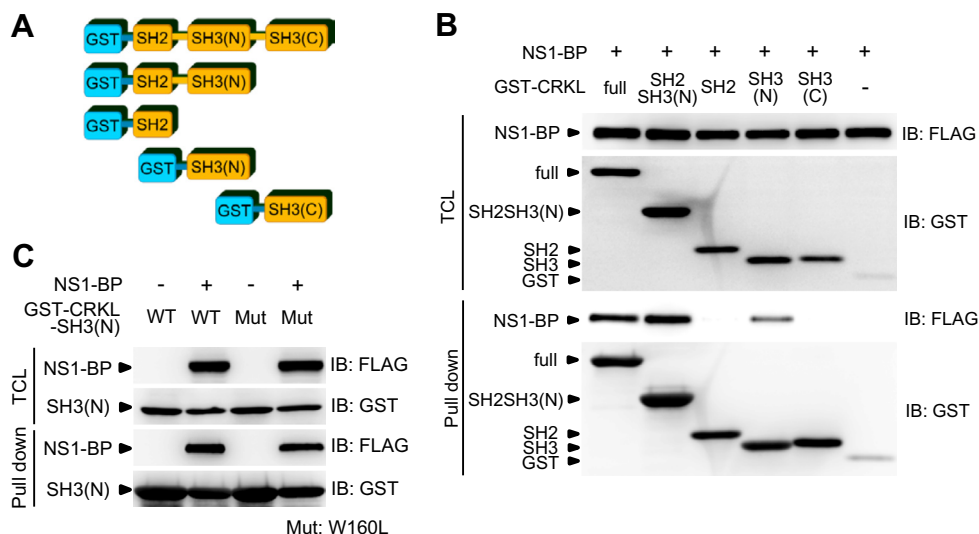 A
GST SH2 SH3(N) SH3(C)
GST SH2 SH3(N)
GST SH2
GST SH3(N)
GST SH3(C)
B
NS1-BP + + + + + +
GST-CRKL full SH2 SH3(N) SH2 SH3 (N) SH3 (C) -
TCL
NS1-BP IB: FLAG
full
SH2SH3(N)
SH2
SH3
GST
IB: GST
Pull down
NS1-BP IB: FLAG
full
SH2SH3(N)
SH2
SH3
GST
IB: GST
C
NS1-BP - + - +
GST-CRKL
-SH3(N) WT WT Mut Mut
TCL
NS1-BP IB: FLAG
SH3(N) IB: GST
Pull down
NS1-BP IB: FLAG
SH3(N) IB: GST
Mut: W160L